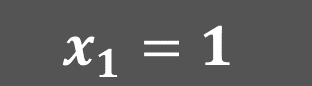 x₁ = 1